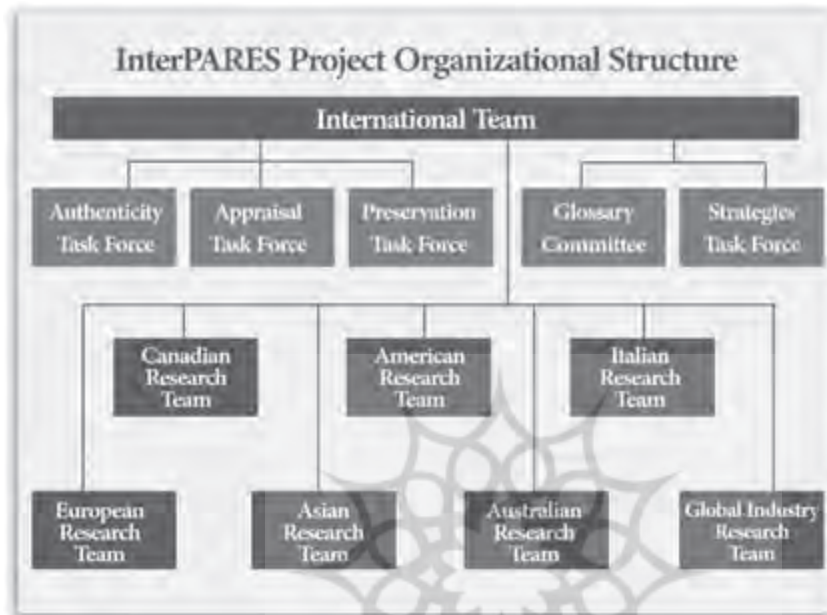 InterPARES Project Organizational Structure
International Team
Authenticity
Task Force
Appraisal
Task Force
Preservation
Task Force
Glossary
Committee
Strategies
Task Force
Canadian
Research
Team
American
Research
Team
Italian
Research
Team
European
Research
Team
Asian
Research
Team
Australian
Research
Team
Global Industry
Research
Team